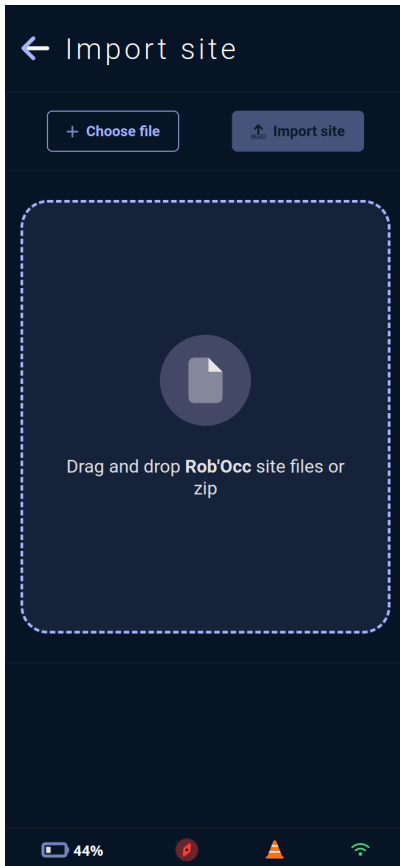 Import site
Choose file
Import site
Drag and drop Rob'Occ site files or
zip
44%